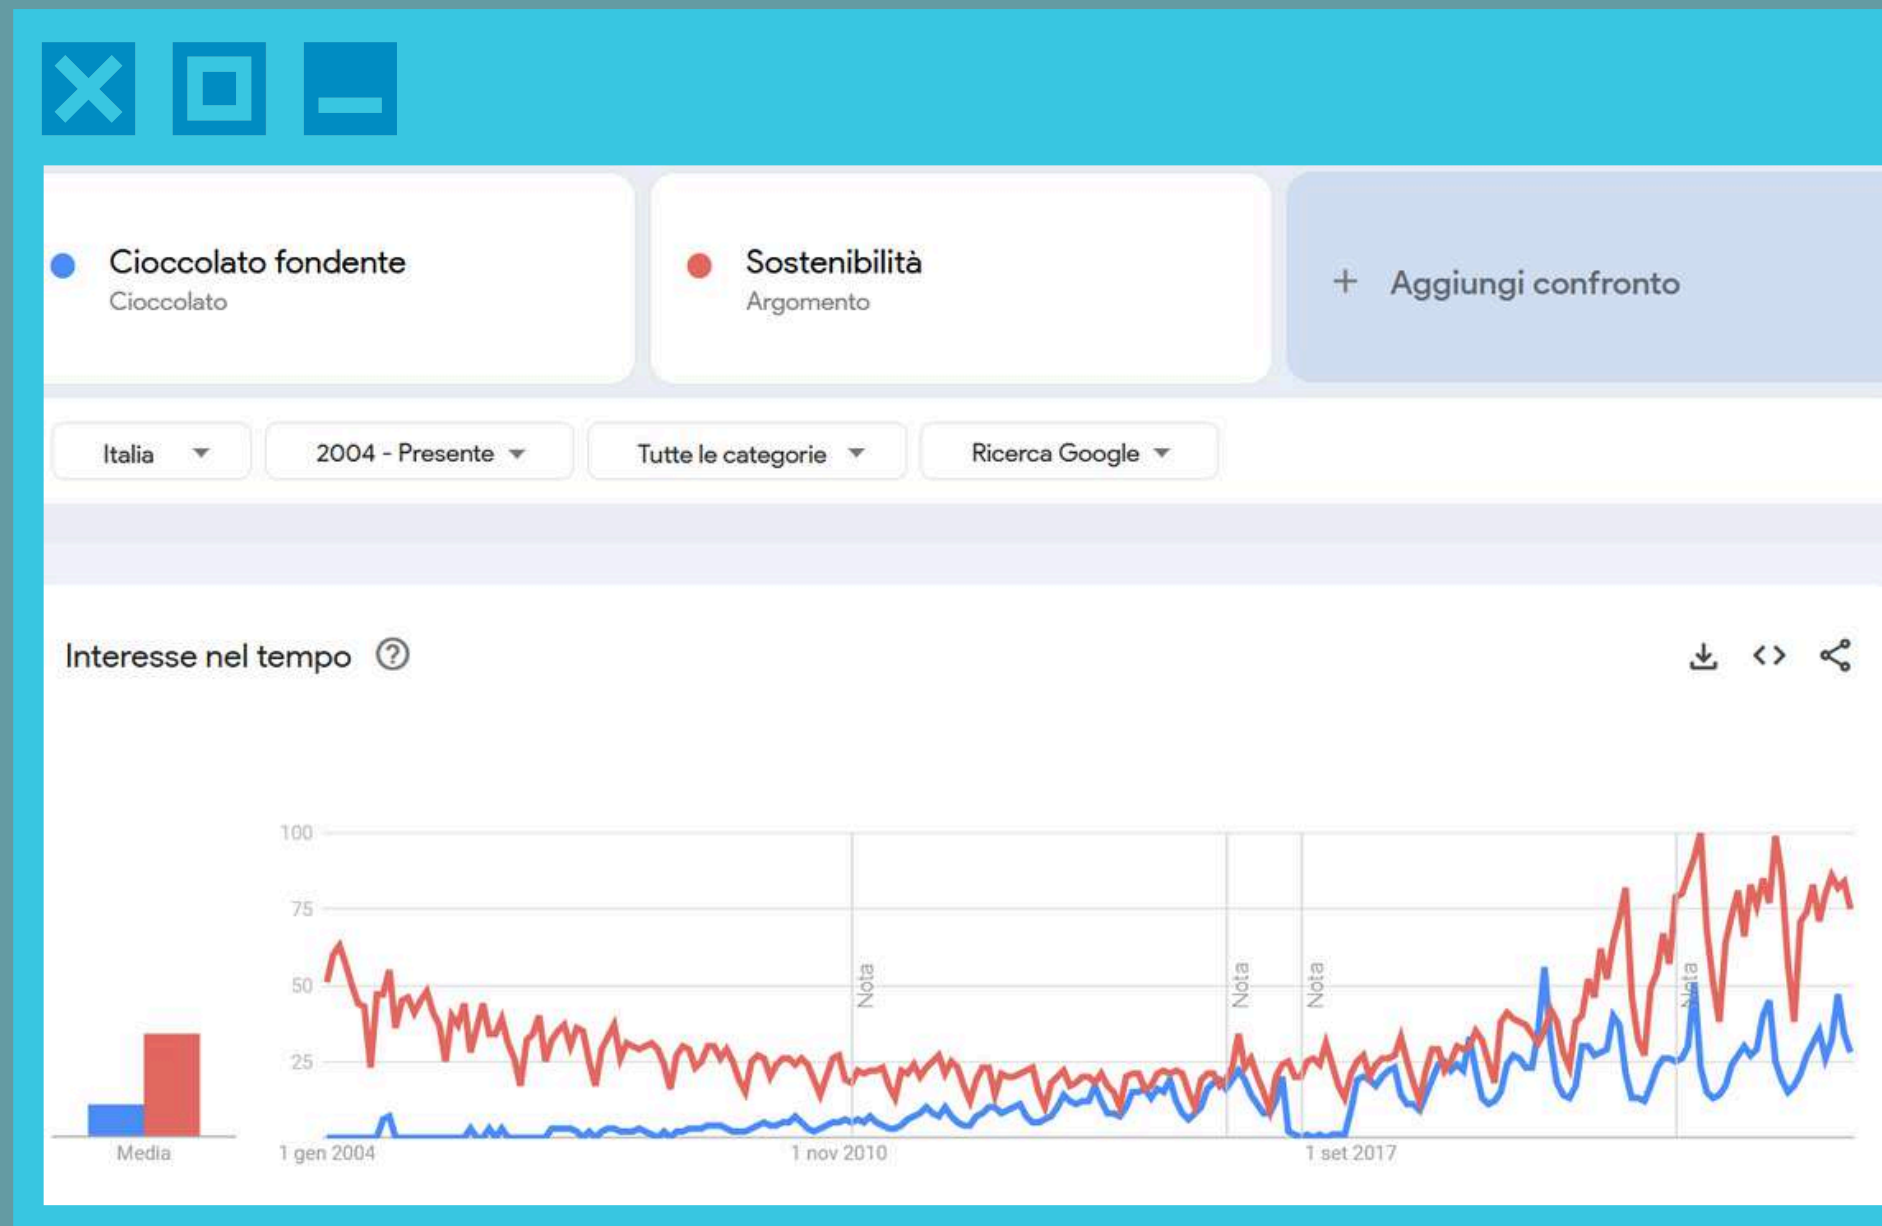 Cioccolato fondente
Cioccolato
Sostenibilità
Argomento
+ Aggiungi confronto
Italia
2004 - Presente
Tutte le categorie
Ricerca Google
Interesse nel tempo
100
75
50
25
Nota
Nota
Nota
Nota
Media
1 gen 2004
1 nov 2010
1 set 2017